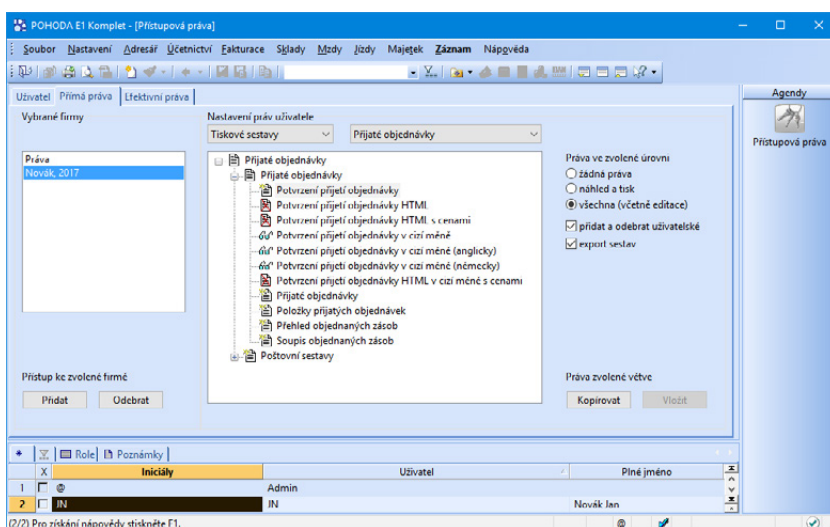 POHODA E1 Komplet - [Přístupová práva]
Soubor Nastavení Adresář Účetnictví Fakturace Sklady Mzdy Jízdy Majetek Záznam Nápověda
Uživatel Přímá práva Efektivní práva
Agendy
Přístupová práva
Vybrané firmy
Nastavení práv uživatele
Tiskové sestavy Přijaté objednávky
Práva
Novák, 2017
Přijaté objednávky
Přijaté objednávky
Potvrzení přijetí objednávky
Potvrzení přijetí objednávky HTML
Potvrzení přijetí objednávky HTML s cenami
Potvrzení přijetí objednávky v cizí měně
Potvrzení přijetí objednávky v cizí měně (anglicky)
Potvrzení přijetí objednávky v cizí měně (německy)
Potvrzení přijetí objednávky HTML v cizí měně s cenami
Přijaté objednávky
Položky přijatých objednávek
Přehled objednaných zásob
Soupis objednaných zásob
Poštovní sestavy
Práva ve zvolené úrovni
žádná práva
náhled a tisk
všechna (včetně editace)
přidat a odebrat uživatelské
export sestav
Přístup ke zvolené firmě
Přidat Odebrat
Práva zvolené větve
Kopírovat Vložit
* Role Poznámky
X Iniciály Uživatel Plné jméno
1 @ Admin
2 JN JN Novák Jan
(2/2) Pro získání nápovědy stiskněte F1. @